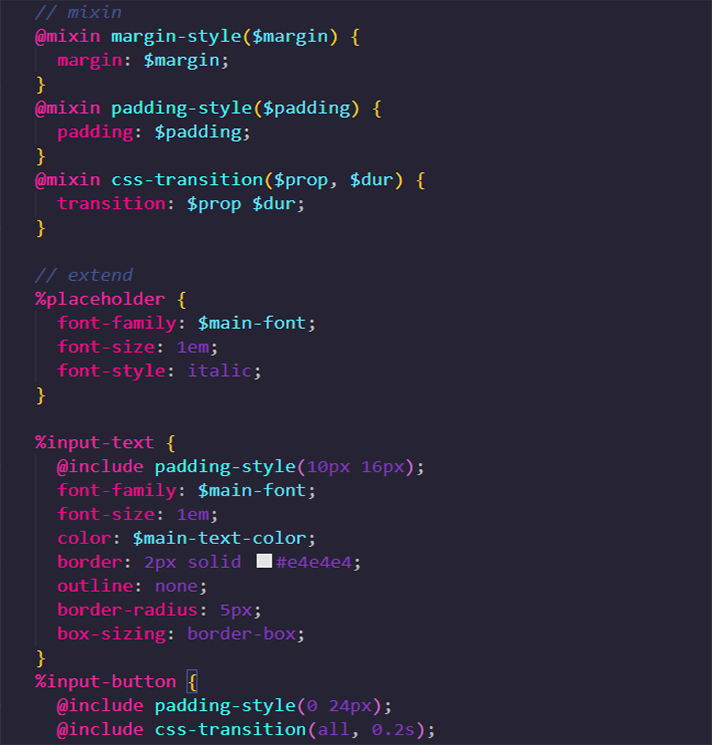 // mixin
@mixin margin-style($margin) {
margin: $margin;
}
@mixin padding-style($padding) {
padding: $padding;
}
@mixin css-transition($prop, $dur) {
transition: $prop $dur;
}
// extend
%placeholder {
font-family: $main-font;
font-size: 1em;
font-style: italic;
}
%input-text {
@include padding-style(10px 16px);
font-family: $main-font;
font-size: 1em;
color: $main-text-color;
border: 2px solid #e4e4e4;
outline: none;
border-radius: 5px;
box-sizing: border-box;
}
%input-button {
@include padding-style(0 24px);
@include css-transition(all, 0.2s);